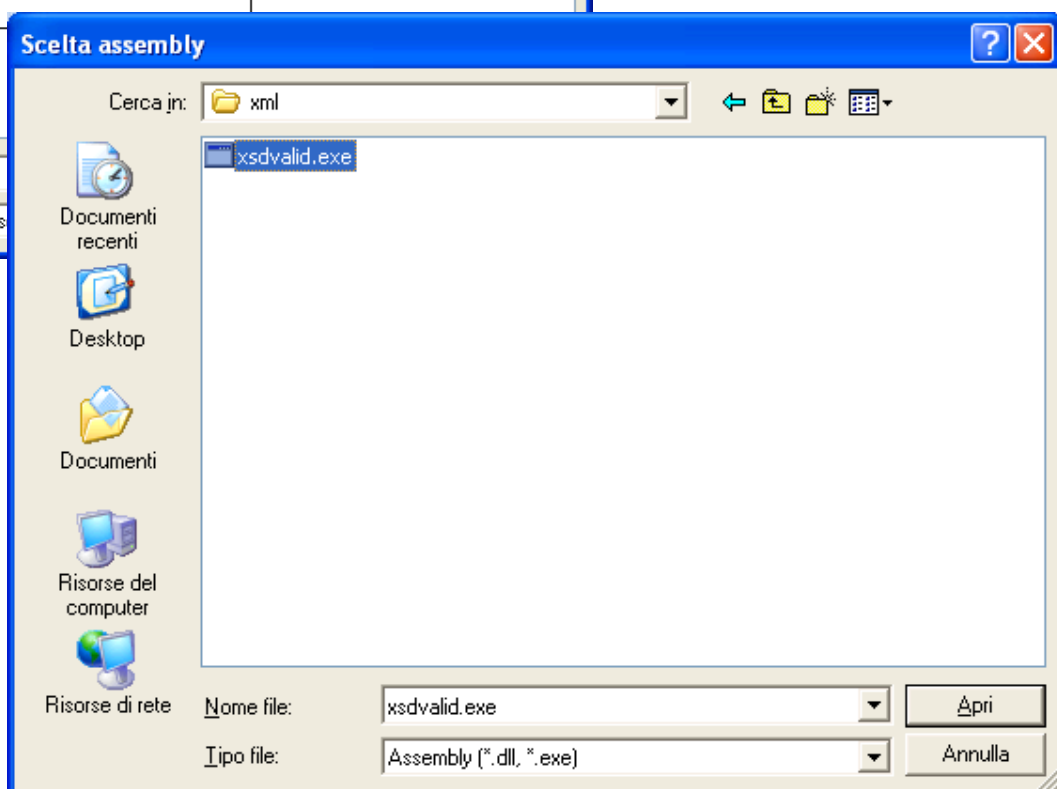 Scelta assembly
Cerca in:
xml
xsdvalid.exe
Documenti
recenti
Desktop
Documenti
Risorse del
computer
Risorse di rete
Nome file:
xsdvalid.exe
Apri
Tipo file:
Assembly (*.dll, *.exe)
Annulla